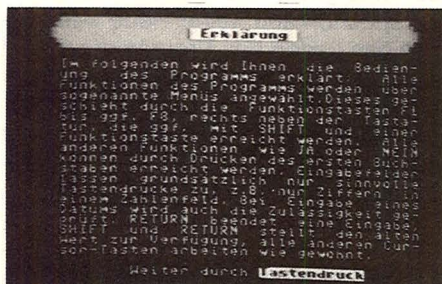 Erklärung
Im folgenden wird Ihnen die Bedien-
ung des Programms erklärt. Alle
Funktionen des Programms werden über
sogenannte Menüs angewählt.Dieses ge-
schieht durch die Funktionstasten F1
bis ggf. F8, rechts neben der Tasta-
tur, die ggf. mit SHIFT und einer
Funktionstaste erreicht werden. Alle
anderen Funktionen wie JA oder NEIN
können durch Drücken des ersten Buch-
staben erreicht werden. Eingabefelder
lassen grundsätzlich nur sinnvolle
Tastendrücke zu, z.B. nur Ziffern in
einem Zahlenfeld. Bei Eingabe eines
Datums wird auch die Zulässigkeit ge-
prüft. RETURN beendet eine Eingabe,
SHIFT und RETURN stellt den alten
Wert zur Verfügung, alle anderen Cur-
sor-Tasten arbeiten wie gewohnt.
Weiter durch Tastendruck